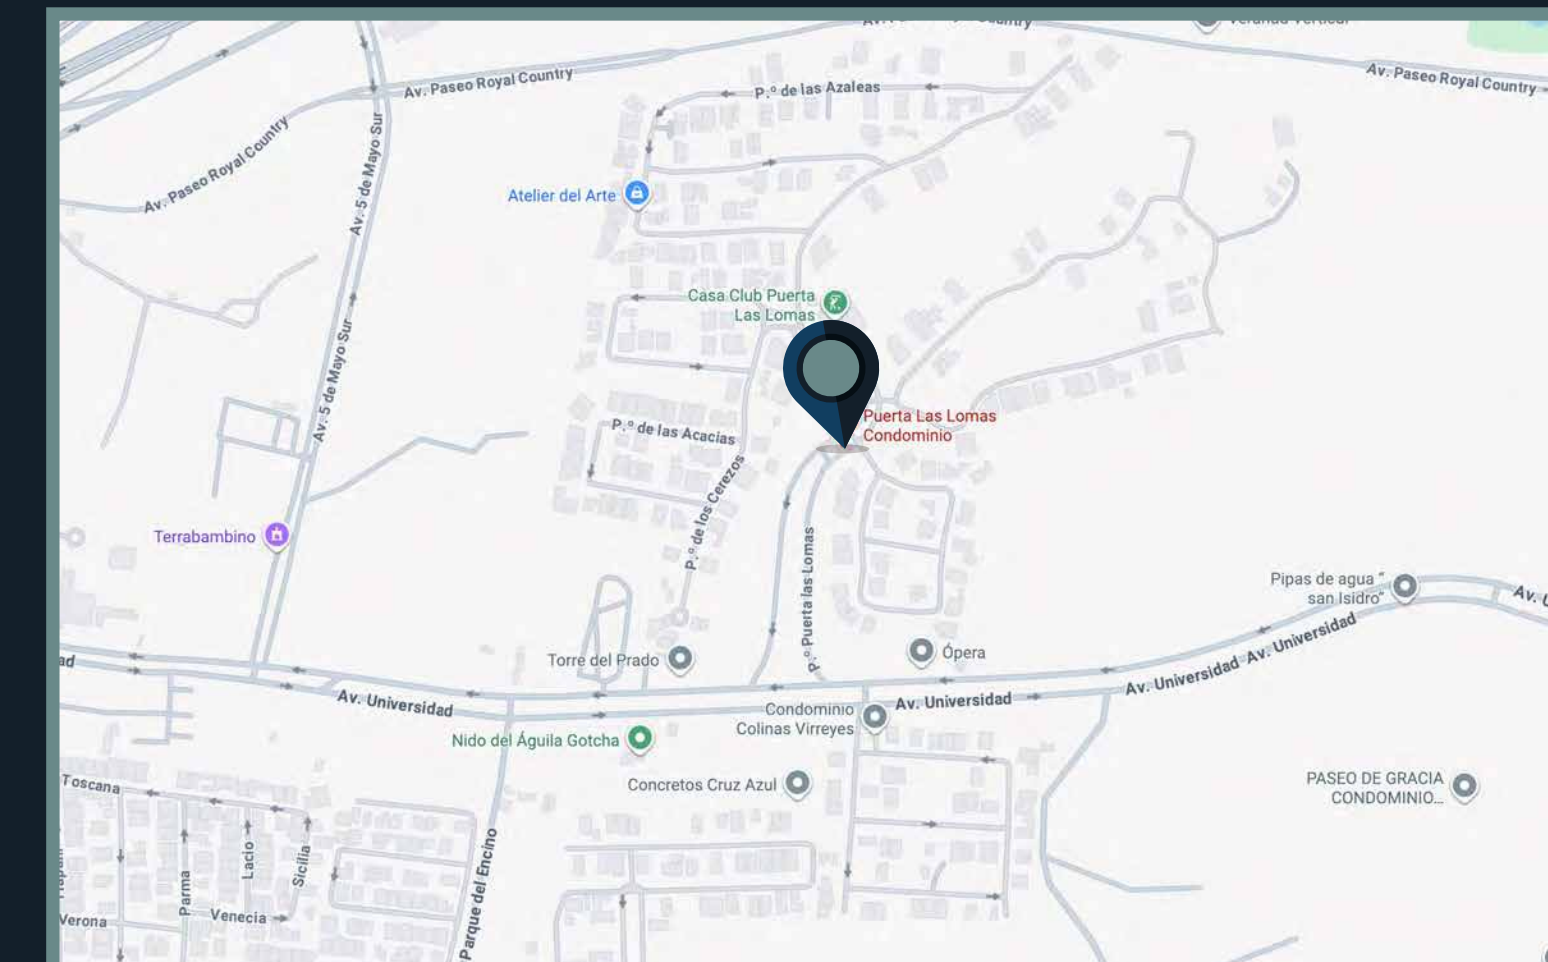 Av. Paseo Royal Country
Av. Paseo Royal Country
Av. Paseo Royal Country
P.º de las Azaleas
Av. 5 de Mayo Sur
Atelier del Arte
Casa Club Puerta
Las Lomas
Av. 5 de Mayo Sur
Puerta Las Lomas
Condominio
P.º de las Acacias
P.º de los Cerezos
Terrabambino
P.º Puerta las Lomas
Pipas de agua "
san Isidro"
Av. Universidad
Av. Universidad
Torre del Prado
Ópera
Av. Universidad
Av. Universidad
Condominio
Colinas Virreyes
Nido del Águila Gotcha
Concretos Cruz Azul
PASEO DE GRACIA
CONDOMINIO...
Toscana
Lacio
Sicilia
Parma
Venecia
Verona
Parque del Encino